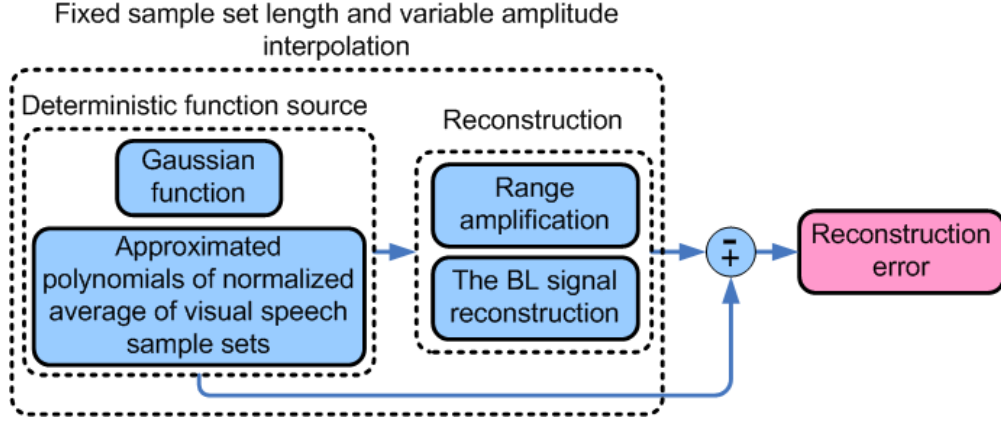 Fixed sample set length and variable amplitude
interpolation
Deterministic function source
Gaussian
function
Approximated
polynomials of normalized
average of visual speech
sample sets
Reconstruction
Range
amplification
The BL signal
reconstruction
-
+
Reconstruction
error